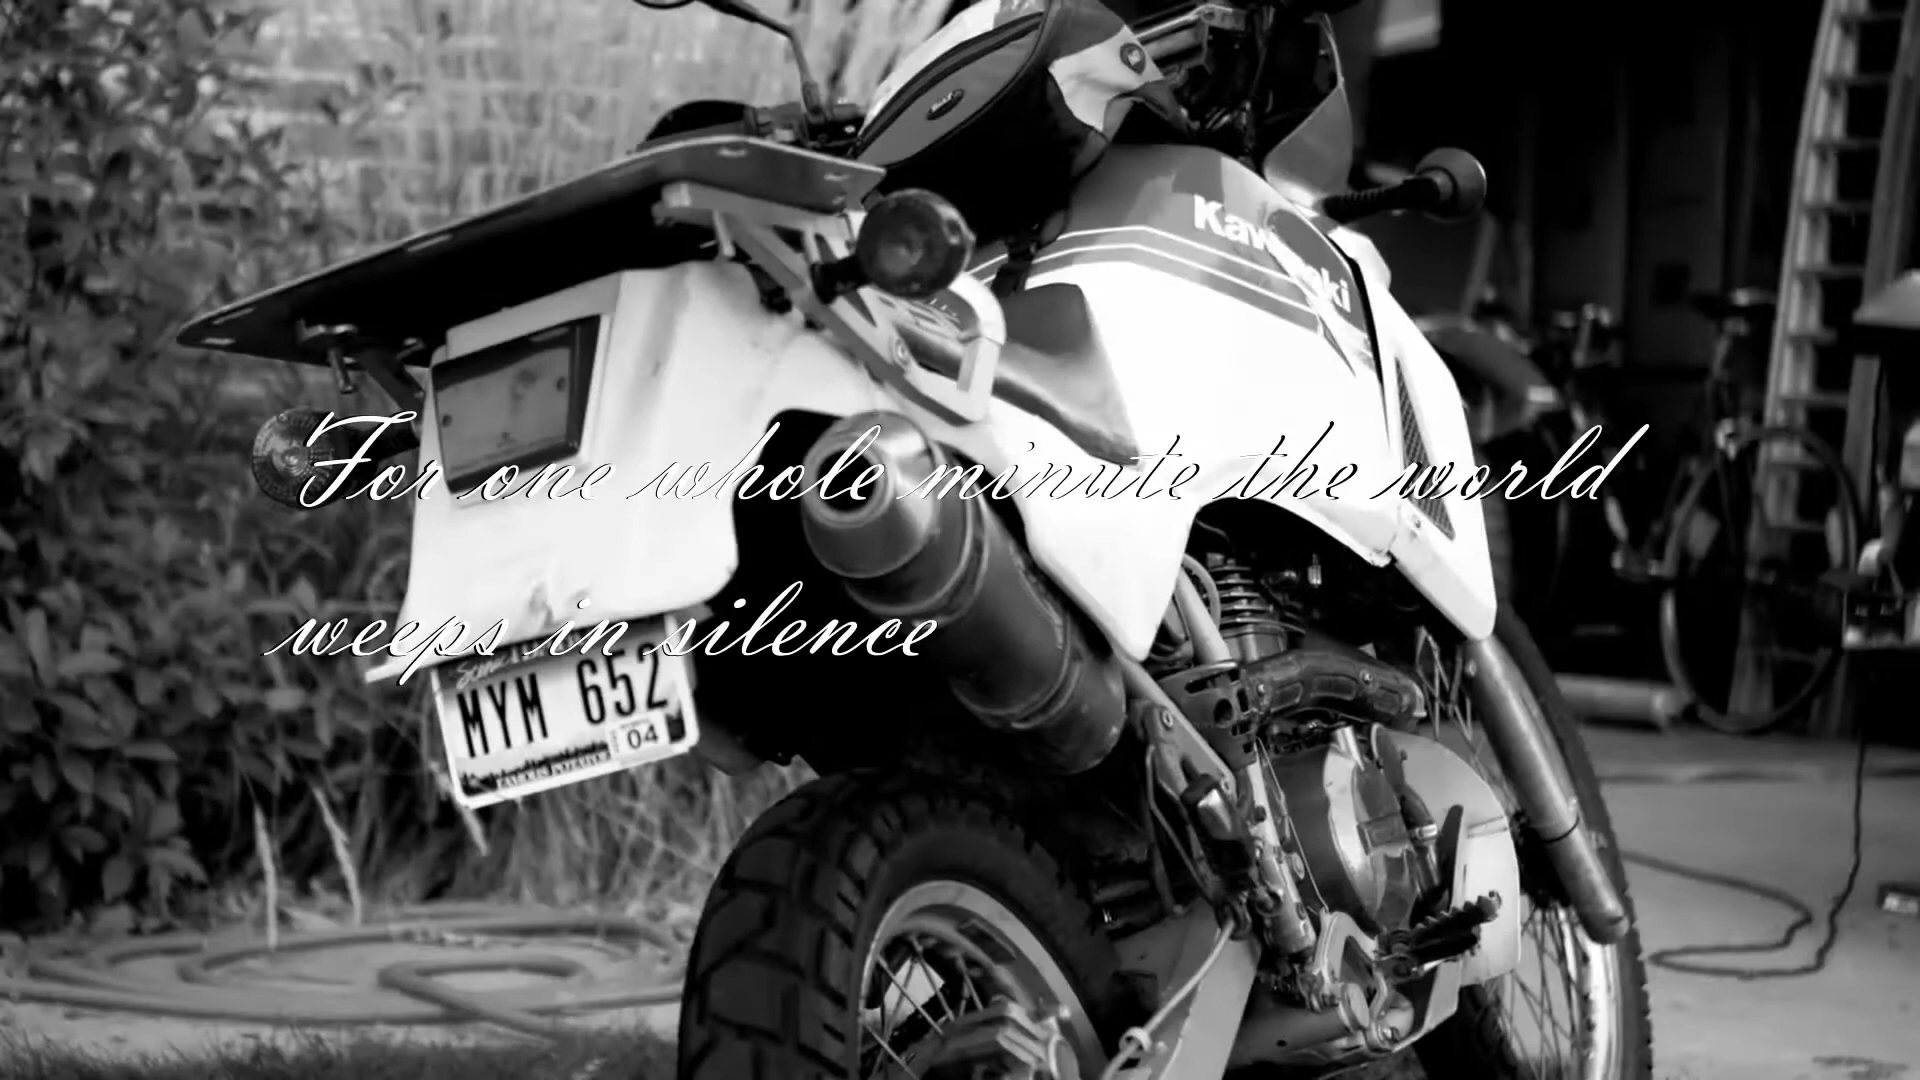 Kawasaki
For one whole minute the world
weeps in silence
MYM 652
04